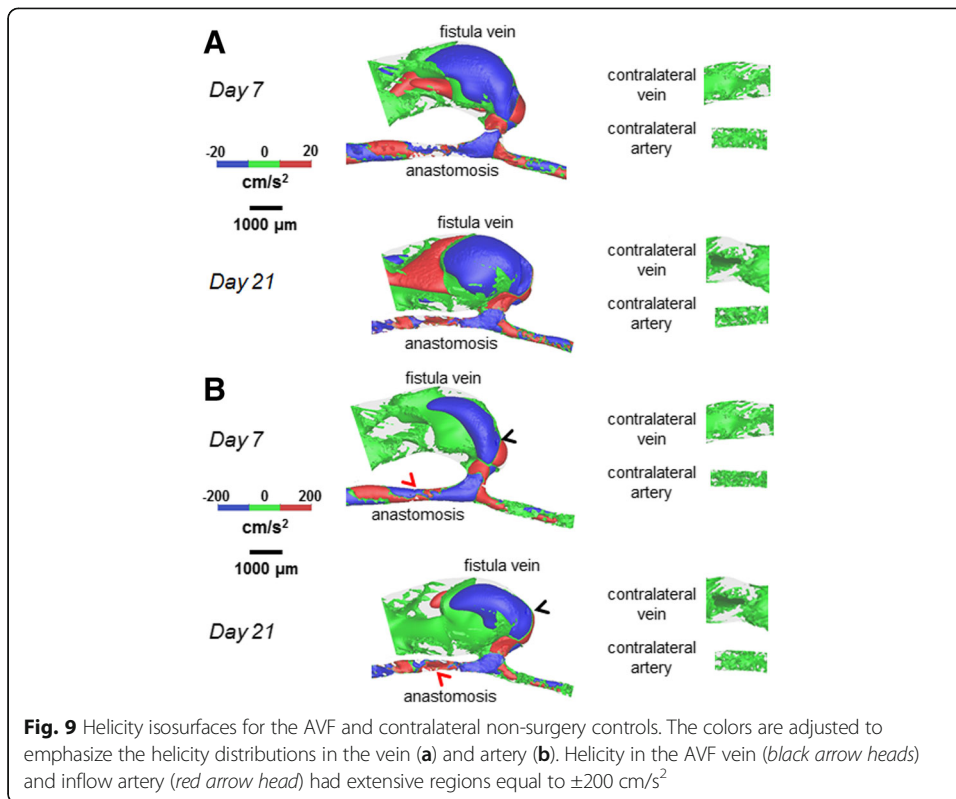 A
Day 7
fistula vein
contralateral
vein
contralateral
artery
-20 0 20
cm/s²
1000 µm
anastomosis
Day 21
fistula vein
contralateral
vein
contralateral
artery
anastomosis
B
Day 7
fistula vein
contralateral
vein
contralateral
artery
-200 0 200
cm/s²
1000 µm
anastomosis
Day 21
fistula vein
contralateral
vein
contralateral
artery
anastomosis
Fig. 9 Helicity isosurfaces for the AVF and contralateral non-surgery controls. The colors are adjusted to
emphasize the helicity distributions in the vein (a) and artery (b). Helicity in the AVF vein (black arrow heads)
and inflow artery (red arrow head) had extensive regions equal to ±200 cm/s²